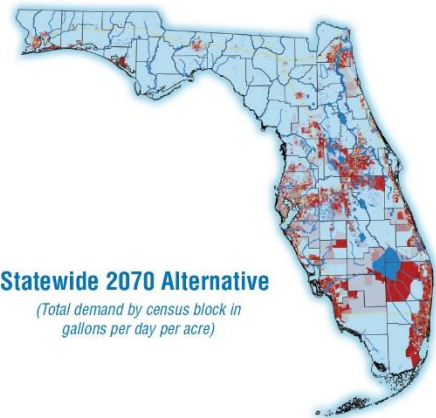 Statewide 2070 Alternative
(Total demand by census block in
gallons per day per acre)